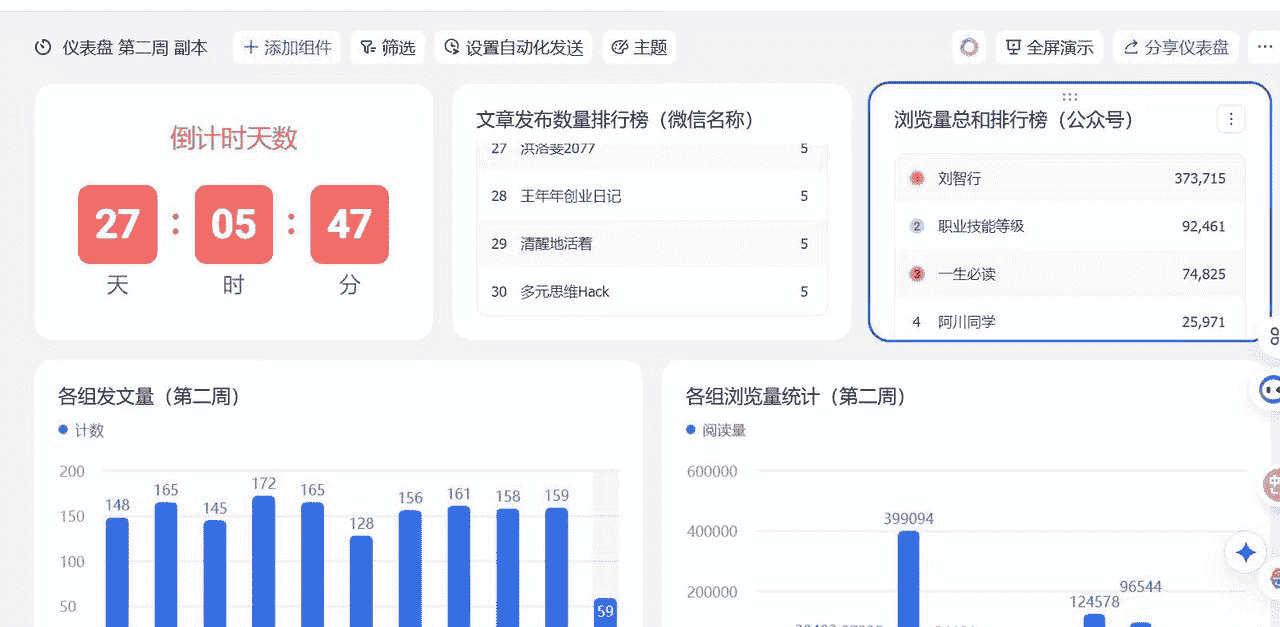 仪表盘 第二周 副本
添加组件
筛选
设置自动化发送
主题
全屏演示
分享仪表盘
倒计时天数
27 : 05 : 47
天 时 分
文章发布数量排行榜（微信名称）
27 洪洛斐2077 5
28 王年年创业日记 5
29 清醒地活着 5
30 多元思维Hack 5
浏览量总和排行榜（公众号）
刘智行 373,715
2 职业技能等级 92,461
3 一生必读 74,825
4 阿川同学 25,971
各组发文量（第二周）
计数
200
150
100
50
148 165 145 172 165 128 156 161 158 159 59
各组浏览量统计（第二周）
阅读量
600000
400000
200000
399094
124578
96544